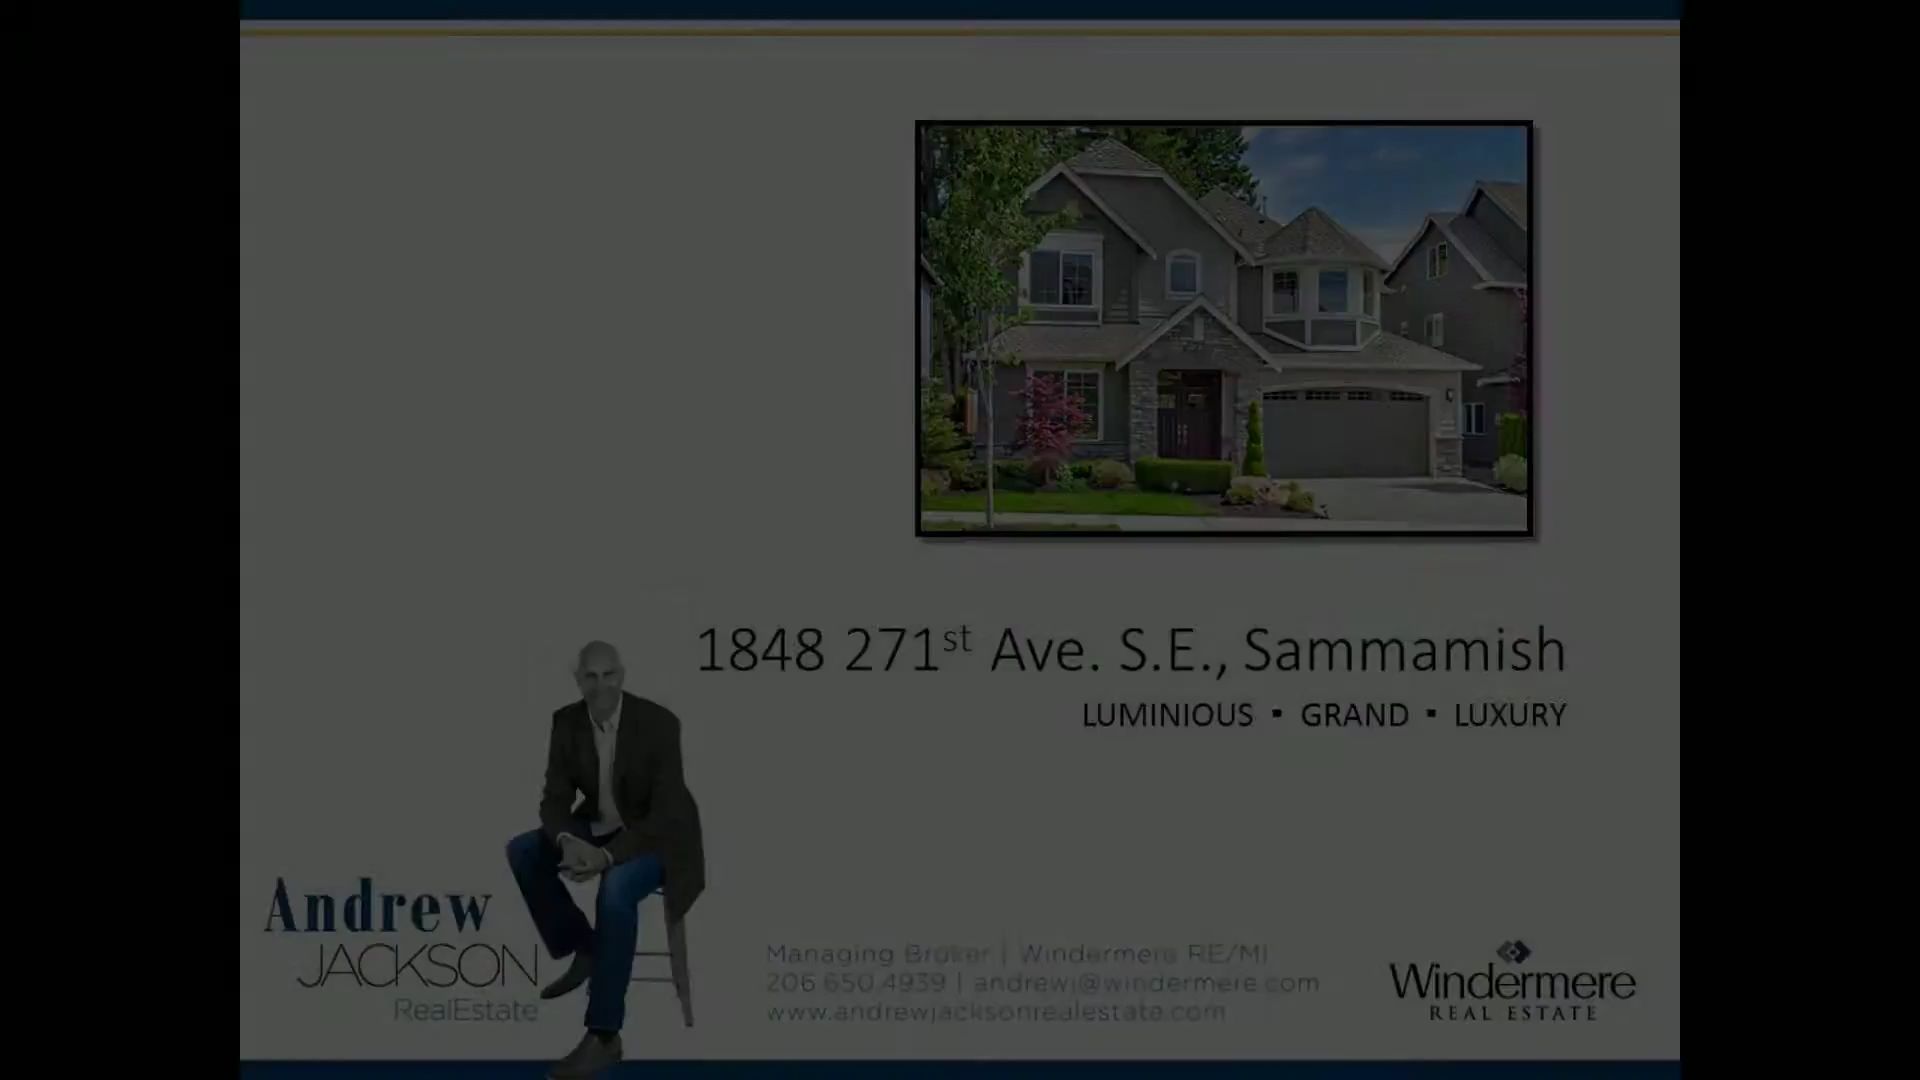 1848 271st Ave. S.E., Sammamish
LUMINIOUS ▪ GRAND ▪ LUXURY
Andrew
JACKSON
RealEstate
Managing Broker | Windermere RE/MI
206.650.4939 | andrewj@windermere.com
www.andrewjacksonrealestate.com
Windermere
REAL ESTATE